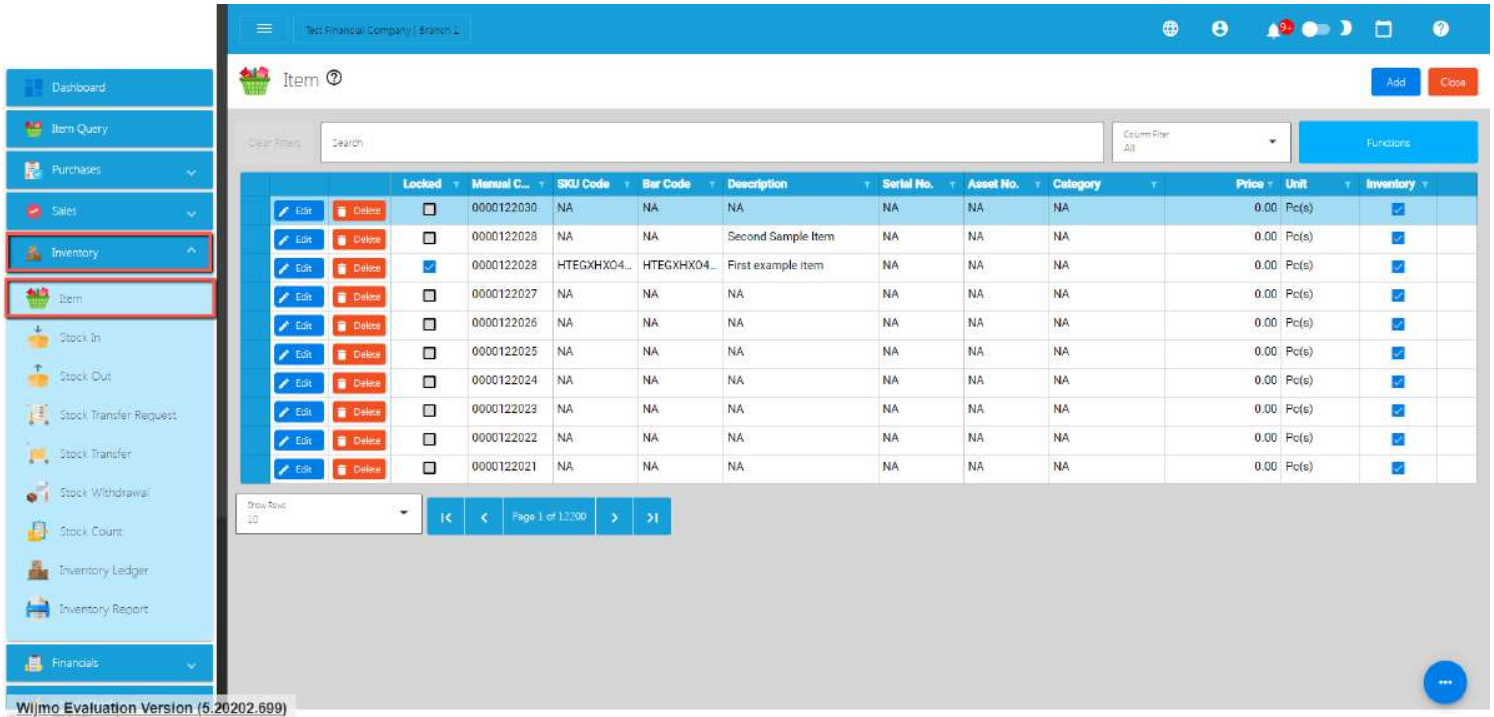 Test Financial Company | Branch 1
9+
Item
Add
Close
Dashboard
Item Query
Purchases
Sales
Inventory
Item
Stock In
Stock Out
Stock Transfer Request
Stock Transfer
Stock Withdrawal
Stock Count
Inventory Ledger
Inventory Report
Financials
Clear Filters
Search
Column Filter
All
Functions
Locked Manual C... SKU Code Bar Code Description Serial No. Asset No. Category Price Unit Inventory
Edit Delete 0000122030 NA NA NA NA NA NA 0.00 Pc(s)
Edit Delete 0000122028 NA NA Second Sample Item NA NA NA 0.00 Pc(s)
Edit Delete 0000122028 HTEGXHXO4... HTEGXHXO4... First example item NA NA NA 0.00 Pc(s)
Edit Delete 0000122027 NA NA NA NA NA NA 0.00 Pc(s)
Edit Delete 0000122026 NA NA NA NA NA NA 0.00 Pc(s)
Edit Delete 0000122025 NA NA NA NA NA NA 0.00 Pc(s)
Edit Delete 0000122024 NA NA NA NA NA NA 0.00 Pc(s)
Edit Delete 0000122023 NA NA NA NA NA NA 0.00 Pc(s)
Edit Delete 0000122022 NA NA NA NA NA NA 0.00 Pc(s)
Edit Delete 0000122021 NA NA NA NA NA NA 0.00 Pc(s)
Show Rows
10
Page 1 of 12200
Wijmo Evaluation Version (5.20202.699)